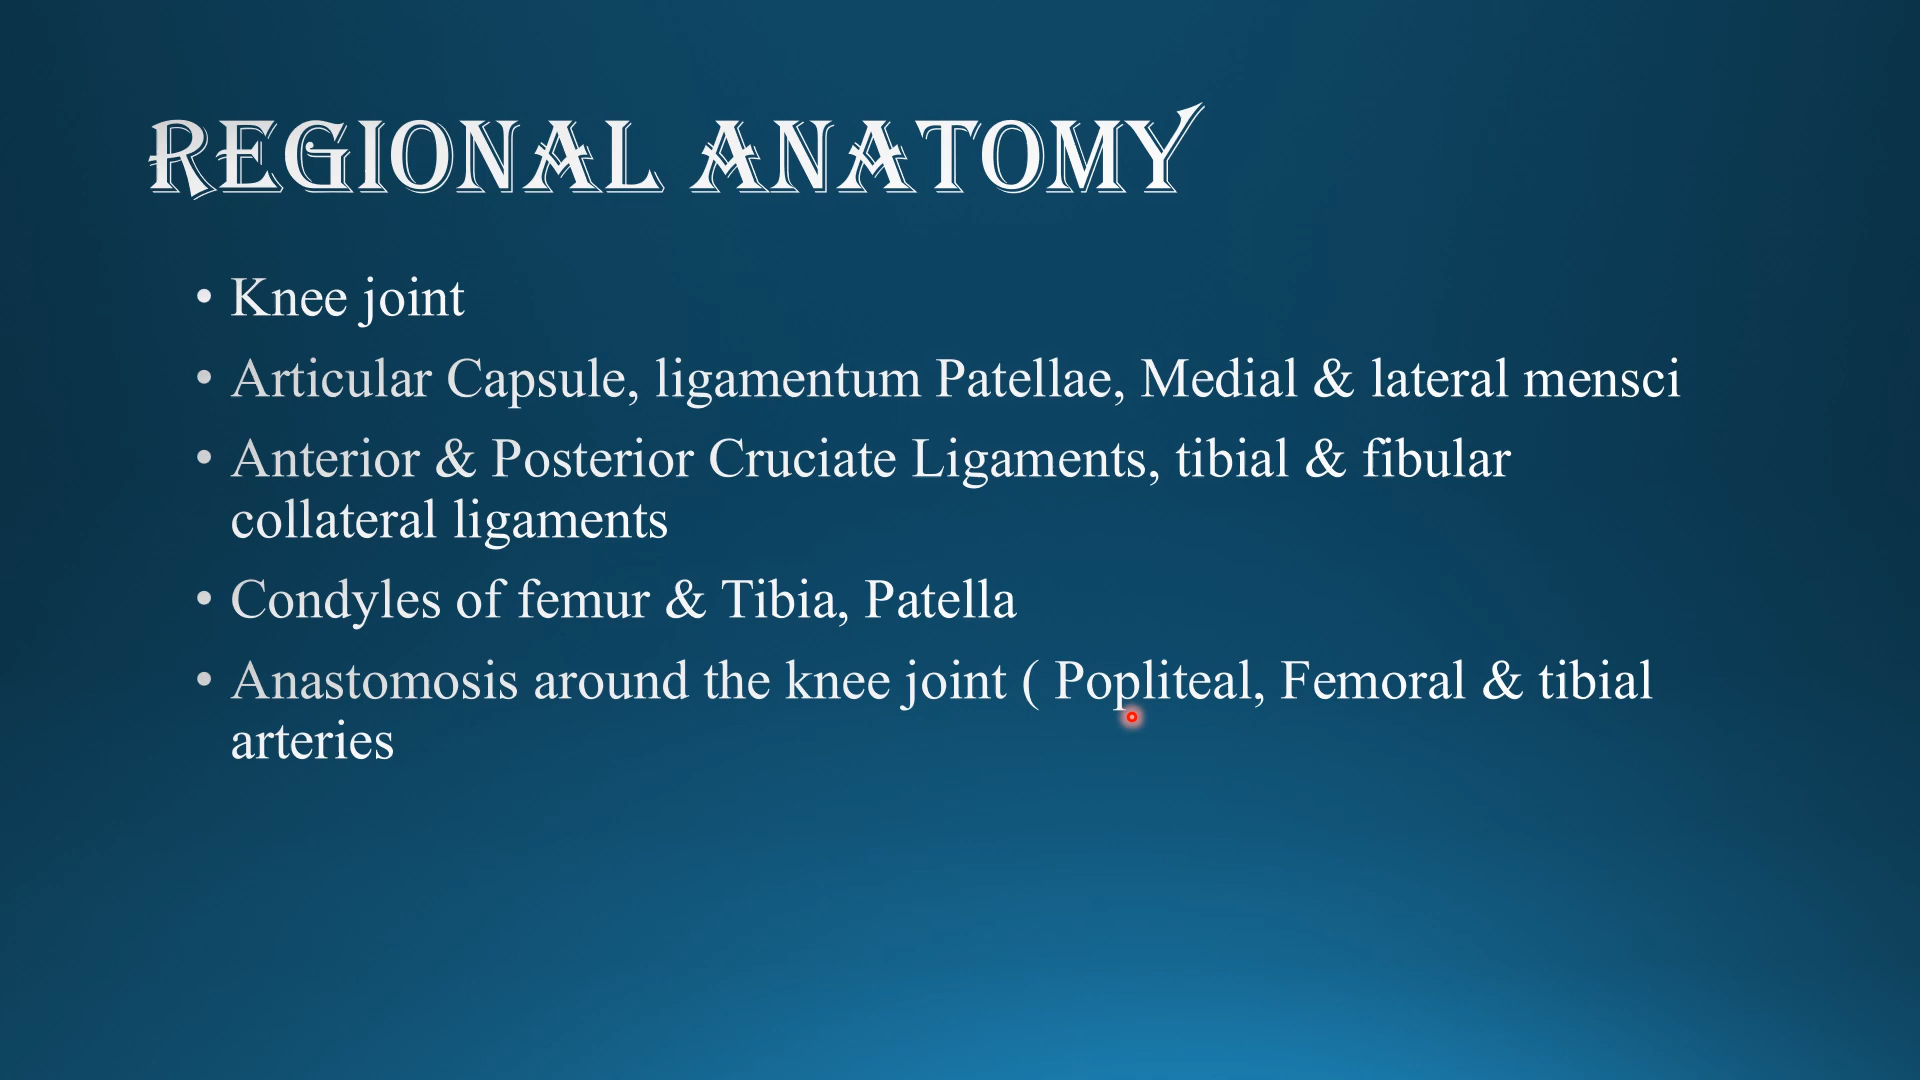 REGIONAL ANATOMY
• Knee joint
• Articular Capsule, ligamentum Patellae, Medial & lateral mensci
• Anterior & Posterior Cruciate Ligaments, tibial & fibular
collateral ligaments
• Condyles of femur & Tibia, Patella
• Anastomosis around the knee joint ( Popliteal, Femoral & tibial
arteries